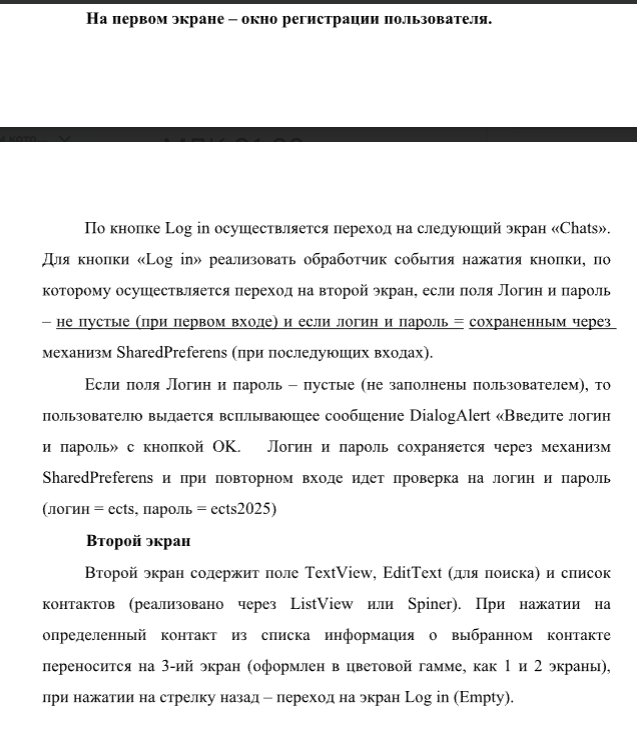 На первом экране – окно регистрации пользователя.
По кнопке Log in осуществляется переход на следующий экран «Chats».
Для кнопки «Log in» реализовать обработчик события нажатия кнопки, по
которому осуществляется переход на второй экран, если поля Логин и пароль
– не пустые (при первом входе) и если логин и пароль = сохраненным через
механизм SharedPreferens (при последующих входах).
Если поля Логин и пароль – пустые (не заполнены пользователем), то
пользователю выдается всплывающее сообщение DialogAlert «Введите логин
и пароль» с кнопкой OK. Логин и пароль сохраняется через механизм
SharedPreferens и при повторном входе идет проверка на логин и пароль
(логин = ects, пароль = ects2025)
Второй экран
Второй экран содержит поле TextView, EditText (для поиска) и список
контактов (реализовано через ListView или Spiner). При нажатии на
определенный контакт из списка информация о выбранном контакте
переносится на 3-ий экран (оформлен в цветовой гамме, как 1 и 2 экраны),
при нажатии на стрелку назад – переход на экран Log in (Empty).